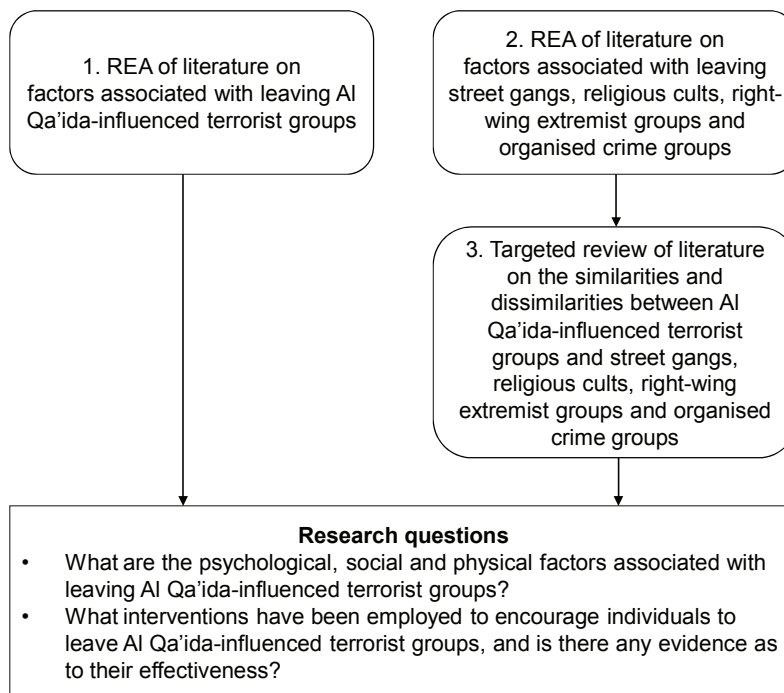 1. REA of literature on
factors associated with leaving Al
Qa’ida-influenced terrorist groups
2. REA of literature on
factors associated with leaving
street gangs, religious cults, right-
wing extremist groups and
organised crime groups
3. Targeted review of literature
on the similarities and
dissimilarities between Al
Qa’ida-influenced terrorist
groups and street gangs,
religious cults, right-wing
extremist groups and organised
crime groups
Research questions
• What are the psychological, social and physical factors associated with
leaving Al Qa’ida-influenced terrorist groups?
• What interventions have been employed to encourage individuals to
leave Al Qa’ida-influenced terrorist groups, and is there any evidence as
to their effectiveness?